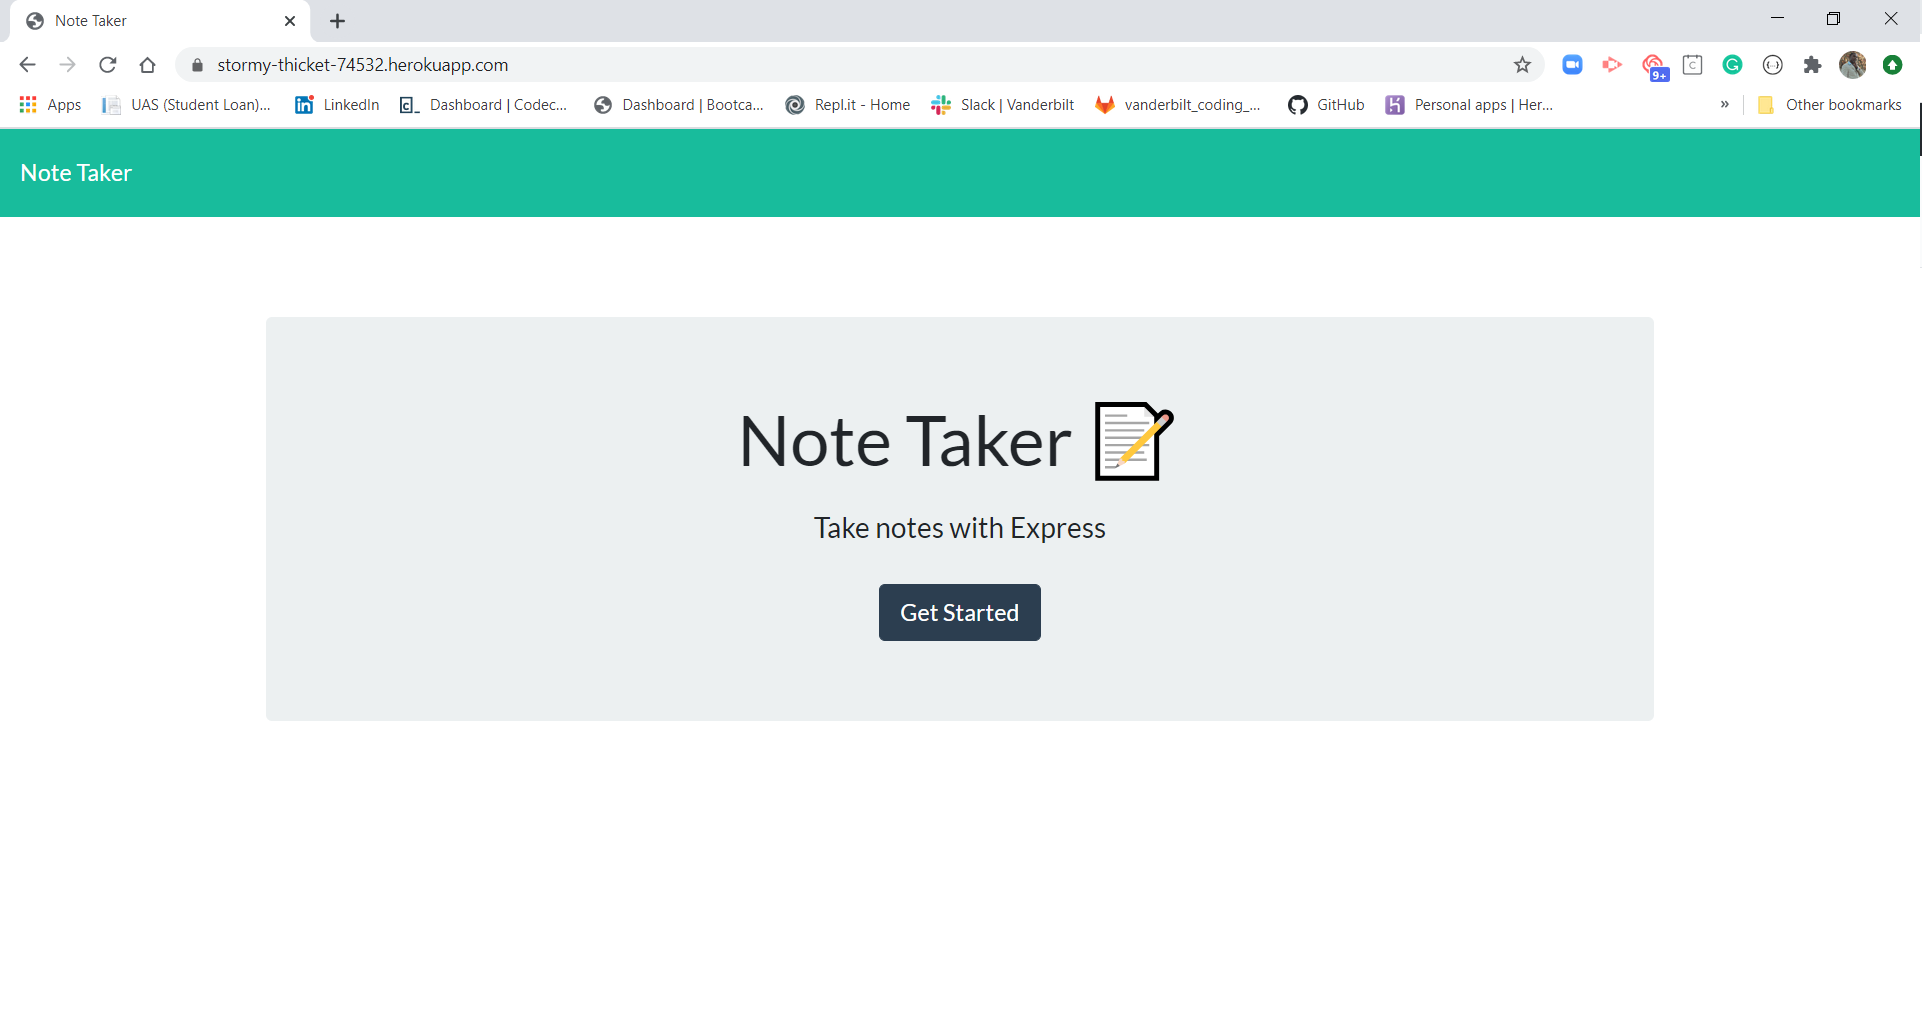 Note Taker
stormy-thicket-74532.herokuapp.com
9+
Apps UAS (Student Loan)... LinkedIn Dashboard | Codec... Dashboard | Bootca... Repl.it - Home Slack | Vanderbilt vanderbilt_coding_-... GitHub Personal apps | Her... » Other bookmarks
Note Taker
Note Taker
Take notes with Express
Get Started